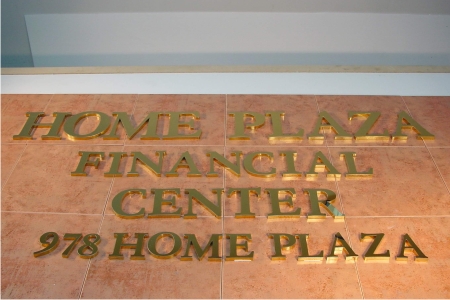 HOME PLAZA
FINANCIAL
CENTER
978 HOME PLAZA